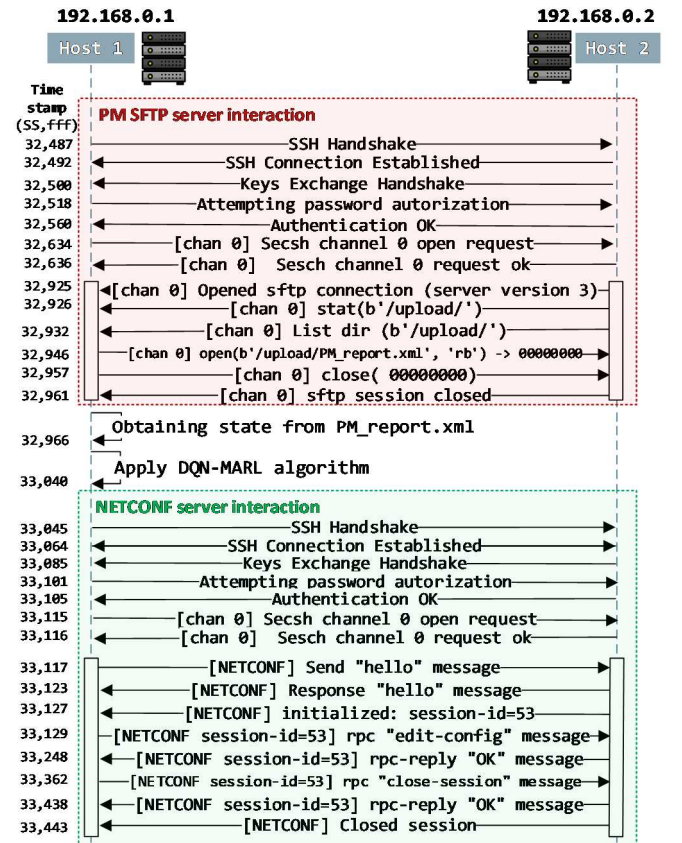 192.168.0.1 192.168.0.2
Host 1 Host 2
Time
stamp
(SS,fff)
PM SFTP server interaction
32,487 SSH Handshake
32,492 SSH Connection Established
32,500 Keys Exchange Handshake
32,518 Attempting password autorization
32,560 Authentication OK
32,634 [chan 0] Secsh channel 0 open request
32,636 [chan 0] Sesch channel 0 request ok
32,925 [chan 0] Opened sftp connection (server version 3)
32,926 [chan 0] stat(b'/upload/')
32,932 [chan 0] List dir (b'/upload/')
32,946 [chan 0] open(b'/upload/PM_report.xml', 'rb') -> 00000000
32,957 [chan 0] close( 00000000)
32,961 [chan 0] sftp session closed
Obtaining state from PM_report.xml
32,966
Apply DQN-MARL algorithm
33,040
NETCONF server interaction
33,045 SSH Handshake
33,064 SSH Connection Established
33,085 Keys Exchange Handshake
33,101 Attempting password autorization
33,105 Authentication OK
33,115 [chan 0] Secsh channel 0 open request
33,116 [chan 0] Sesch channel 0 request ok
33,117 [NETCONF] Send "hello" message
33,123 [NETCONF] Response "hello" message
33,127 [NETCONF] initialized: session-id=53
33,129 [NETCONF session-id=53] rpc "edit-config" message
33,248 [NETCONF session-id=53] rpc-reply "OK" message
33,362 [NETCONF session-id=53] rpc "close-session" message
33,438 [NETCONF session-id=53] rpc-reply "OK" message
33,443 [NETCONF] Closed session